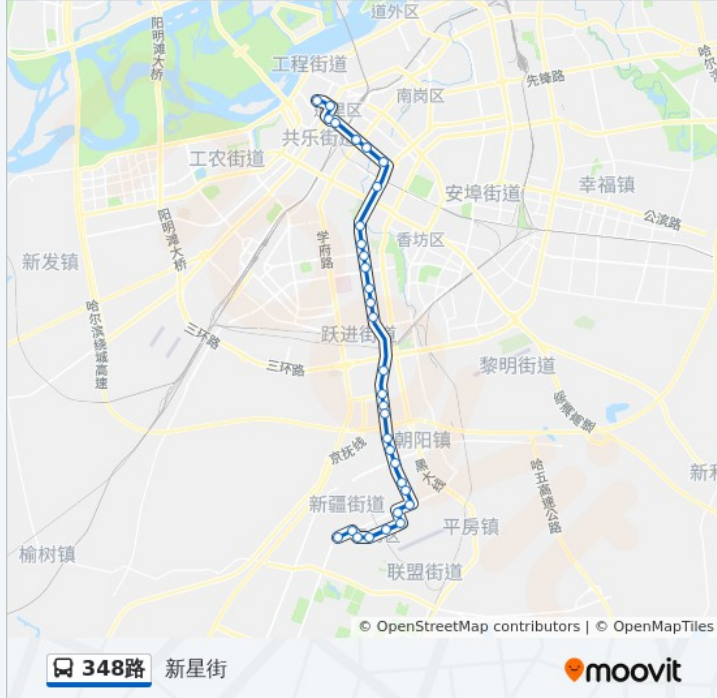 道外区
阳明滩大桥
工程街道
先锋路
南岗区
共乐街道
工农街道
安埠街道
幸福镇
公滨路
阳明滩大桥
学府路
香坊区
新发镇
哈尔滨绕城高速
三环路
跃进街道
三环路
黎明街道
朝阳镇
京抚线
黑大线
哈五高速公路
新疆街道
平房镇
榆树镇
联盟街道
© OpenStreetMap contributors | © OpenMapTiles
348路 新星街
moovit